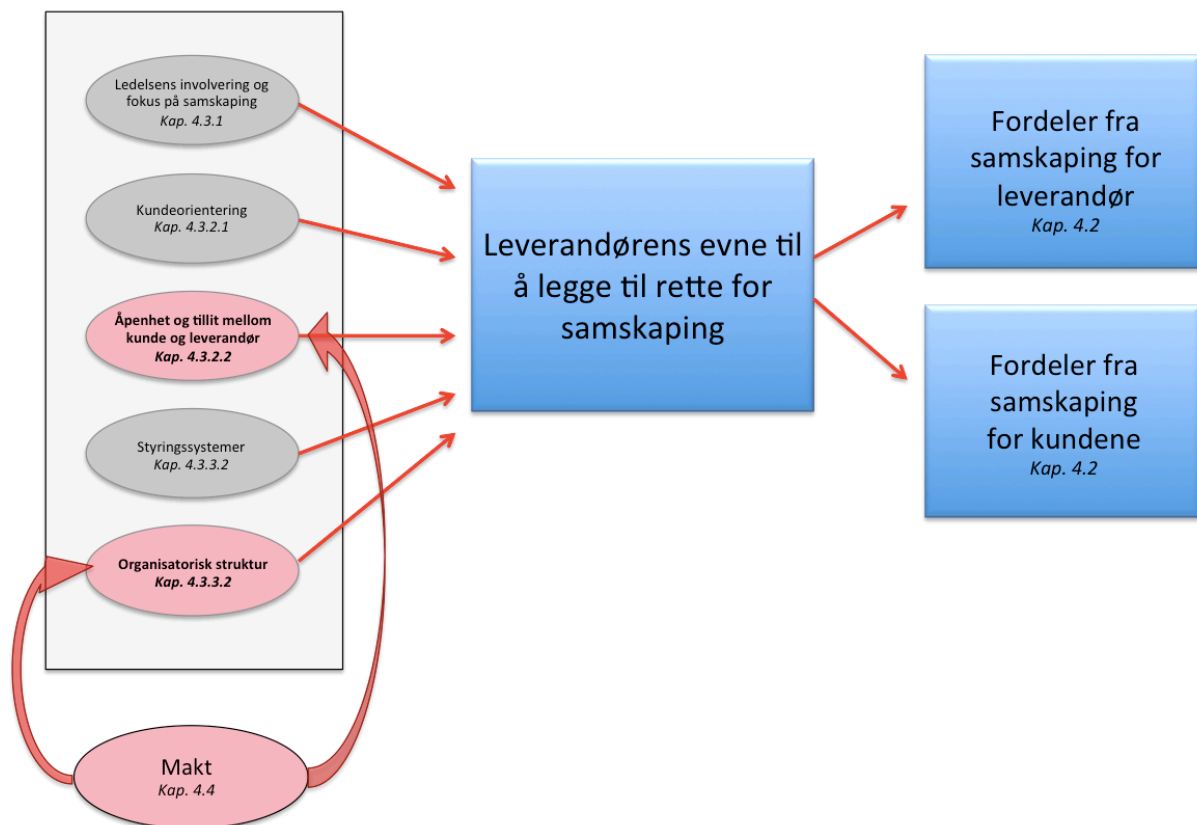 Ledelsens involvering og
fokus på samskaping
Kap. 4.3.1
Kundeorientering
Kap. 4.3.2.1
Åpenhet og tillit mellom
kunde og leverandør
Kap. 4.3.2.2
Styringssystemer
Kap. 4.3.3.2
Organisatorisk struktur
Kap. 4.3.3.2
Makt
Kap. 4.4
Leverandørens evne til
å legge til rette for
samskaping
Fordeler fra
samskaping for
leverandør
Kap. 4.2
Fordeler fra
samskaping
for kundene
Kap. 4.2